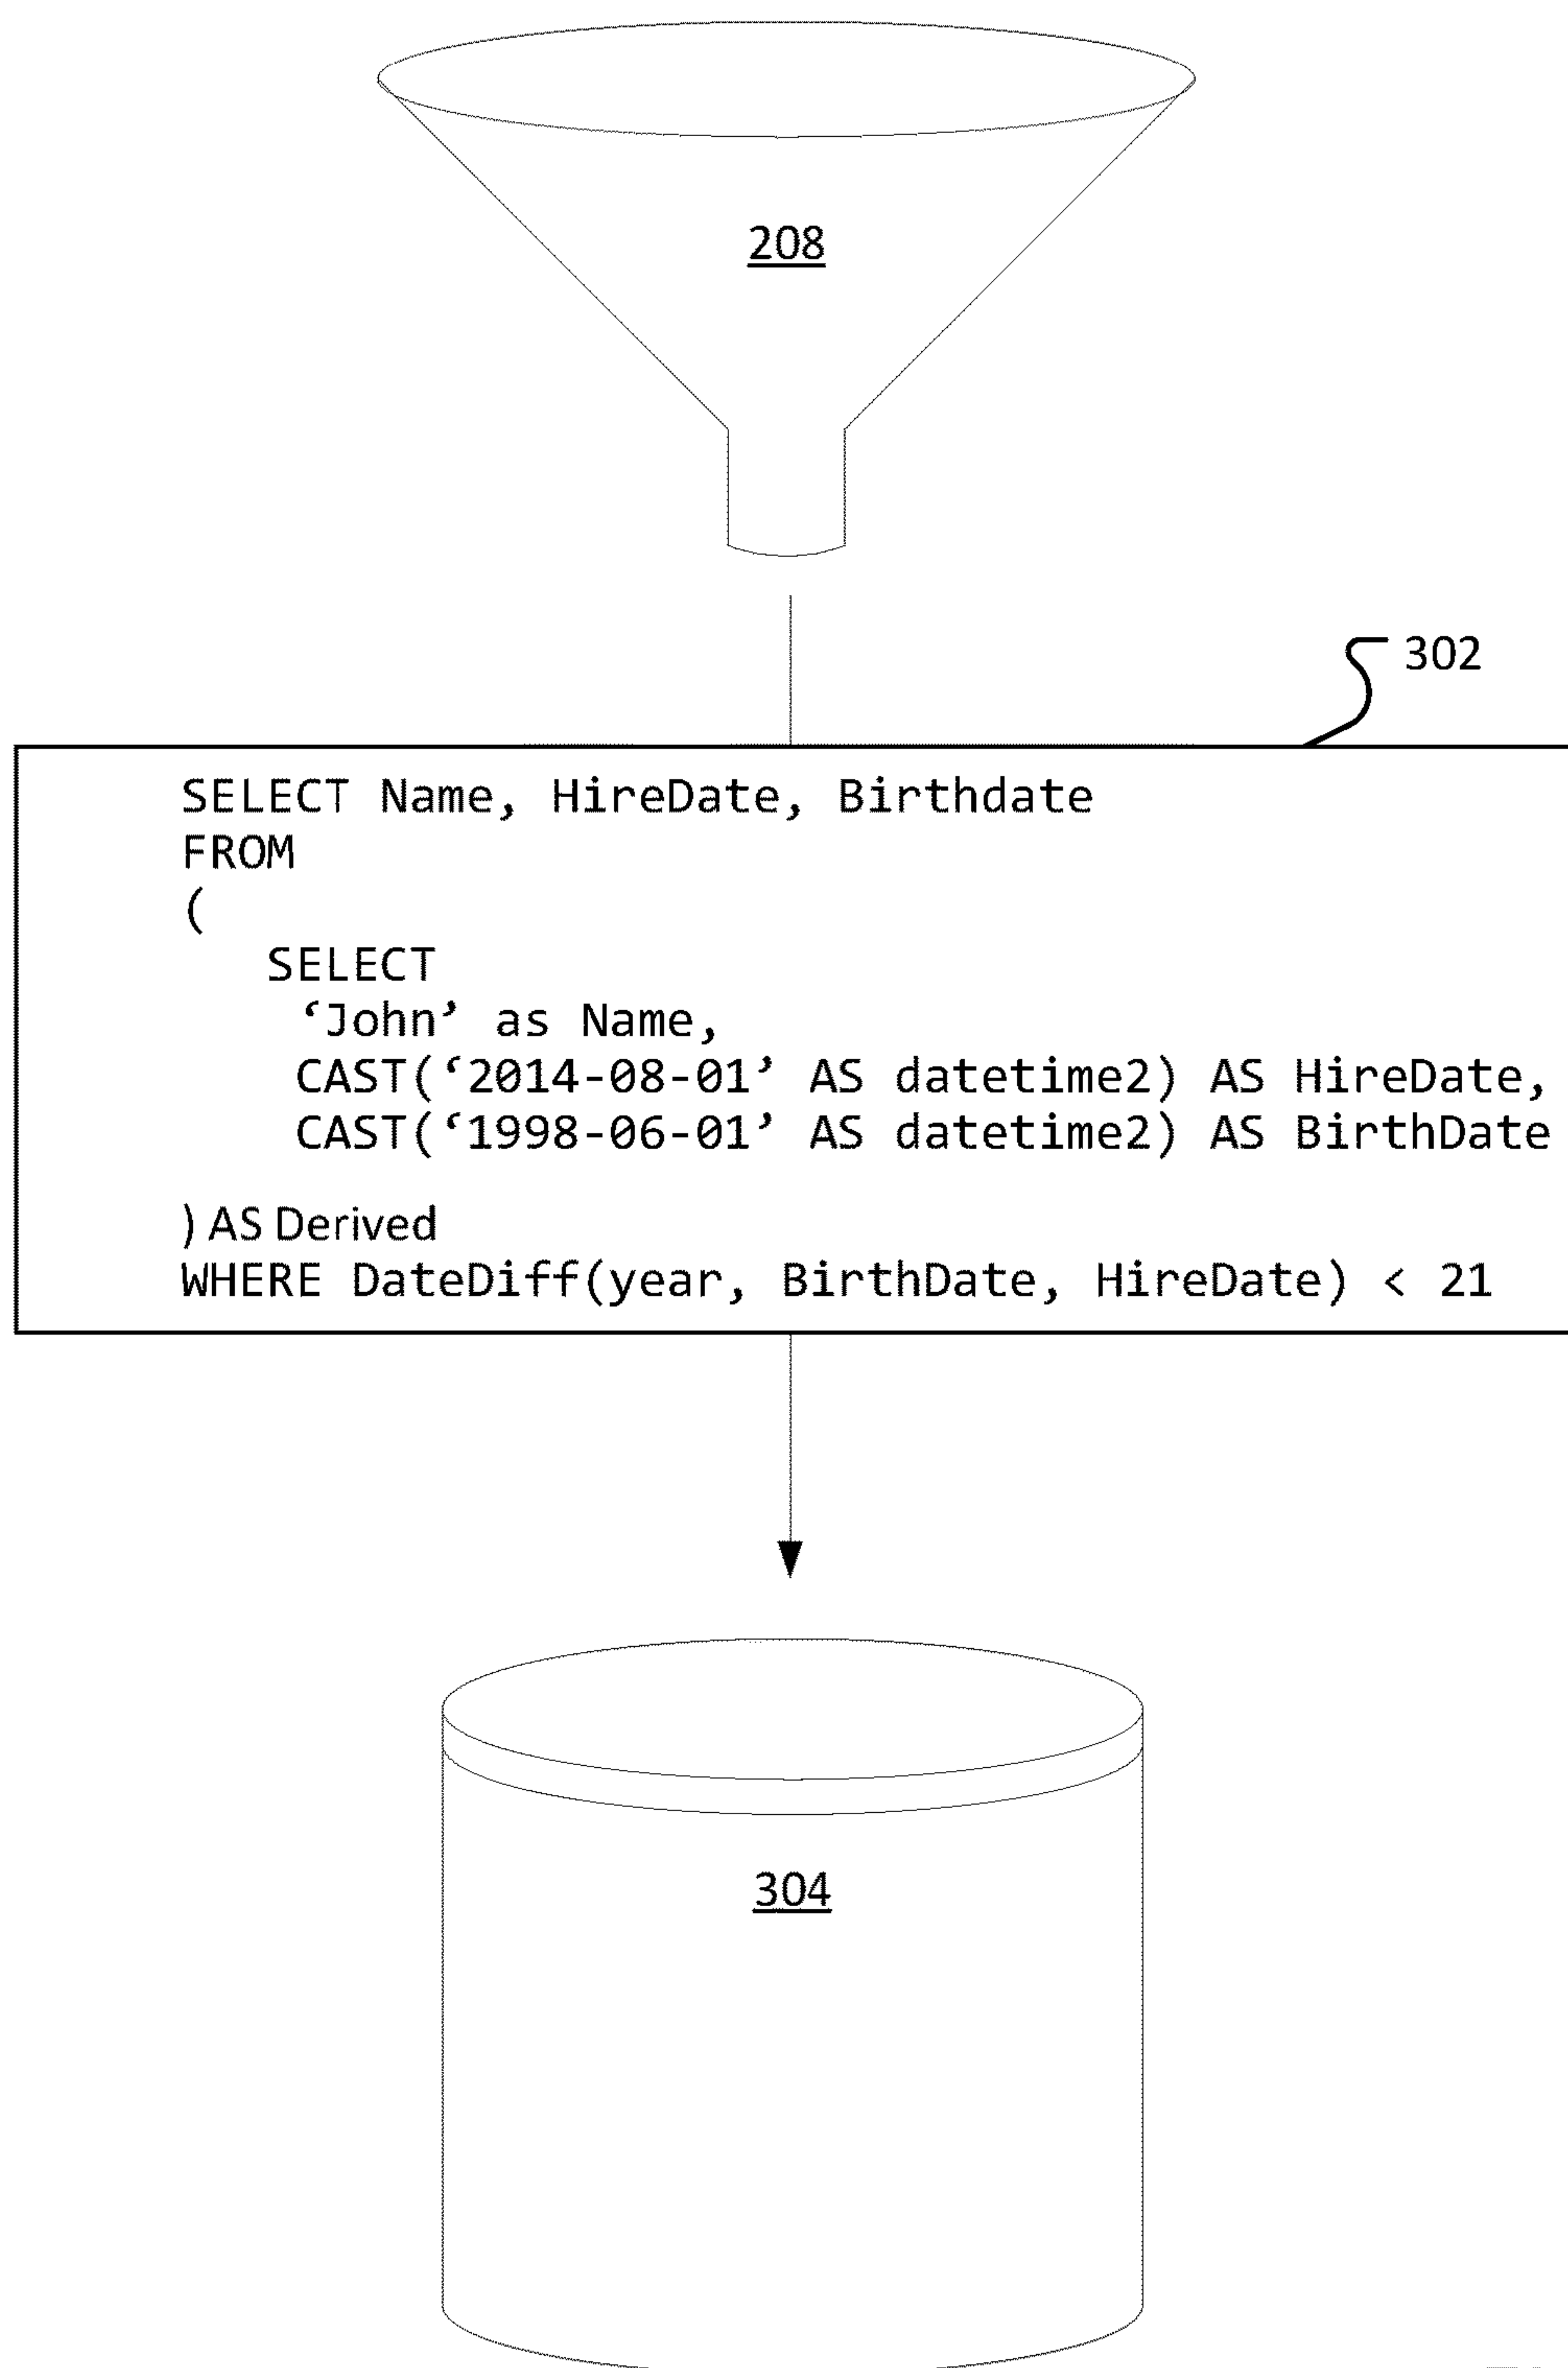 208
302
SELECT Name, HireDate, Birthdate
FROM
(
SELECT
‘John’ as Name,
CAST(‘2014-08-01’ AS datetime2) AS HireDate,
CAST(‘1998-06-01’ AS datetime2) AS BirthDate
) AS Derived
WHERE DateDiff(year, BirthDate, HireDate) < 21
304